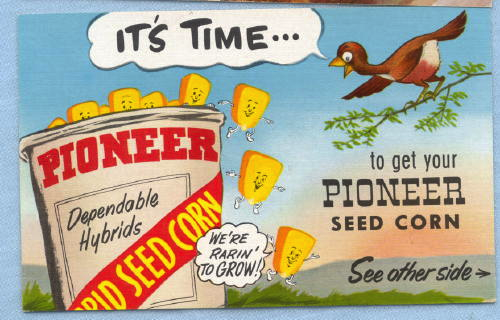 IT'S TIME...
PIONEER
Dependable
Hybrids
RID SEED CORN
WE'RE
RARIN'
TO GROW!
to get your
PIONEER
SEED CORN
See other side